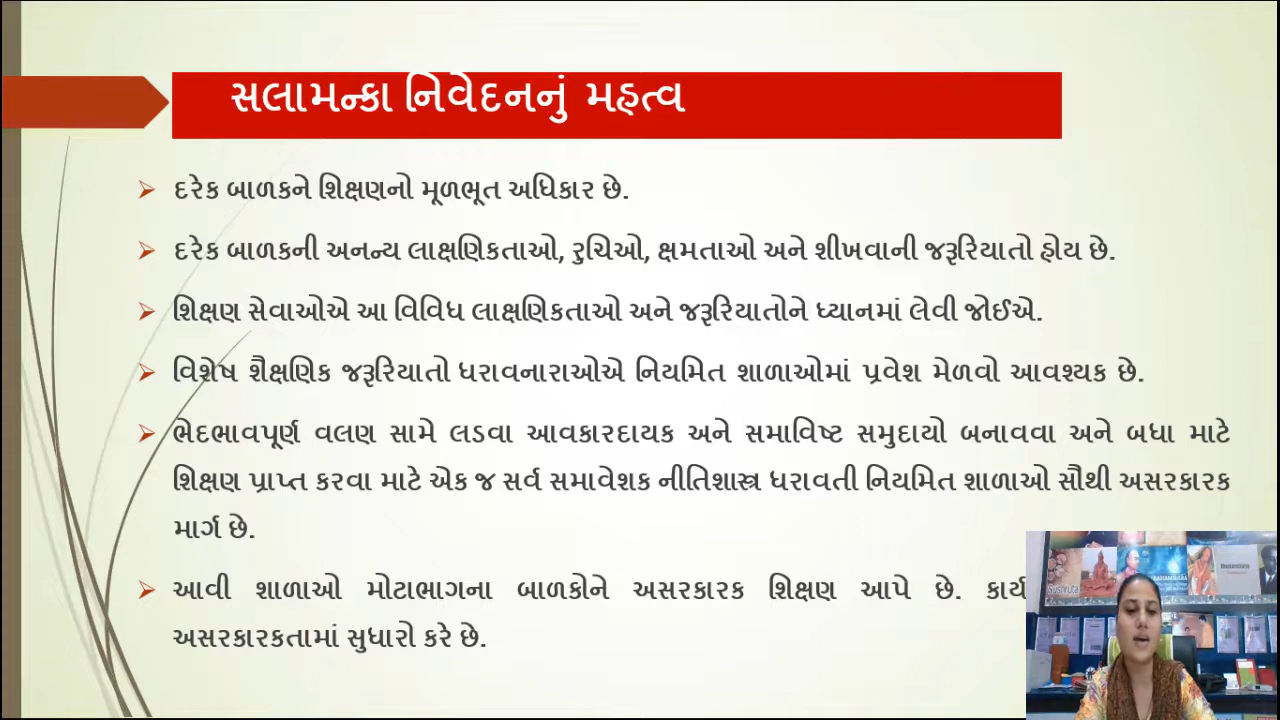 સલામન્કા નિવેદનનું મહત્વ
દરેક બાળકને શિક્ષણનો મૂળભૂત અધિકાર છે.
દરેક બાળકની અનન્ય લાક્ષણિકતાઓ, રુચિઓ, ક્ષમતાઓ અને શીખવાની જરૂરિયાતો હોય છે.
શિક્ષણ સેવાઓએ આ વિવિધ લાક્ષણિકતાઓ અને જરૂરિયાતોને ધ્યાનમાં લેવી જોઈએ.
વિશેષ શૈક્ષણિક જરૂરિયાતો ધરાવનારાઓએ નિયમિત શાળાઓમાં પ્રવેશ મેળવો આવશ્યક છે.
ભેદભાવપૂર્ણ વલણ સામે લડવા આવકારદાયક અને સમાવિષ્ટ સમુદાયો બનાવવા અને બધા માટે
શિક્ષણ પ્રાપ્ત કરવા માટે એક જ સર્વ સમાવેશક નીતિશાસ્ત્ર ધરાવતી નિયમિત શાળાઓ સૌથી અસરકારક
માર્ગ છે.
આવી શાળાઓ મોટાભાગના બાળકોને અસરકારક શિક્ષણ આપે છે.
અસરકારકતામાં સુધારો કરે છે.